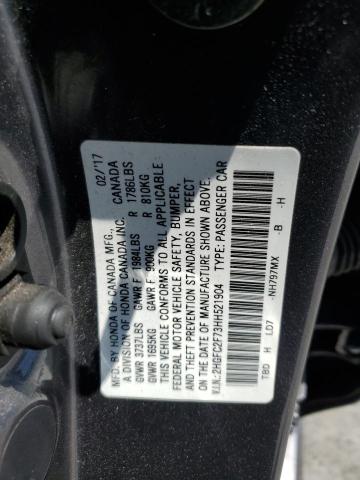 MFD. BY HONDA OF CANADA MFG., 02/'17
A DIVISION OF HONDA CANADA INC. CANADA
GVWR 3737LBS GAWR F 1984LBS R 1786LBS
GVWR 1695KG GAWR F 900KG R 810KG
THIS VEHICLE CONFORMS TO ALL APPLICABLE
FEDERAL MOTOR VEHICLE SAFETY, BUMPER,
AND THEFT PREVENTION STANDARDS IN EFFECT
ON THE DATE OF MANUFACTURE SHOWN ABOVE.
V.I.N.: 2HGFC2F73HH521904 TYPE: PASSENGER CAR
TBD H LD7 -NH797MX -B -H